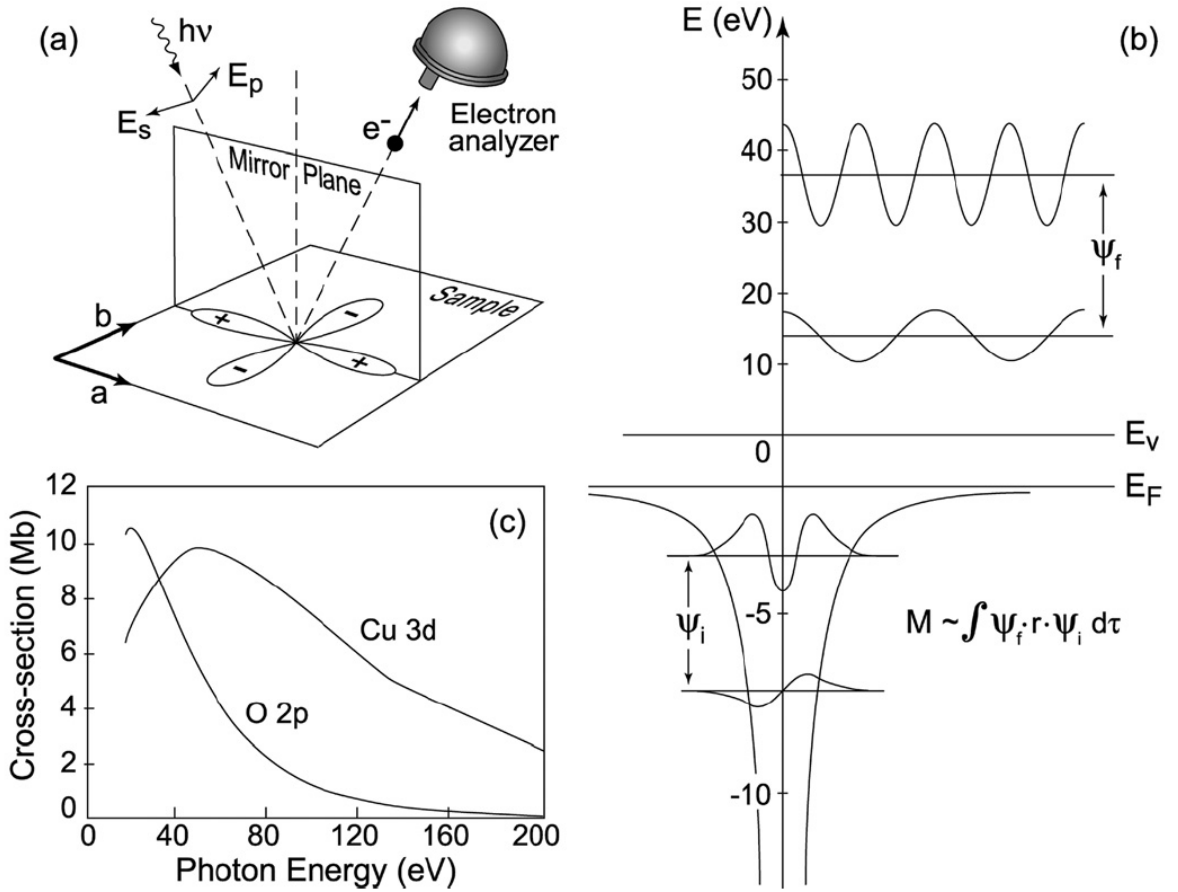 (a)
hν
E_p
E_s
e-
Electron
analyzer
Mirror Plane
Sample
+
-
-
+
b
a
(b)
E (eV)
50
40
30
20
10
0
-5
-10
ψ_f
E_v
E_F
ψ_i
M ~∫ ψ_f·r·ψ_i dτ
(c)
Cross-section (Mb)
12
10
8
6
4
2
0
Cu 3d
O 2p
0 40 80 120 160 200
Photon Energy (eV)